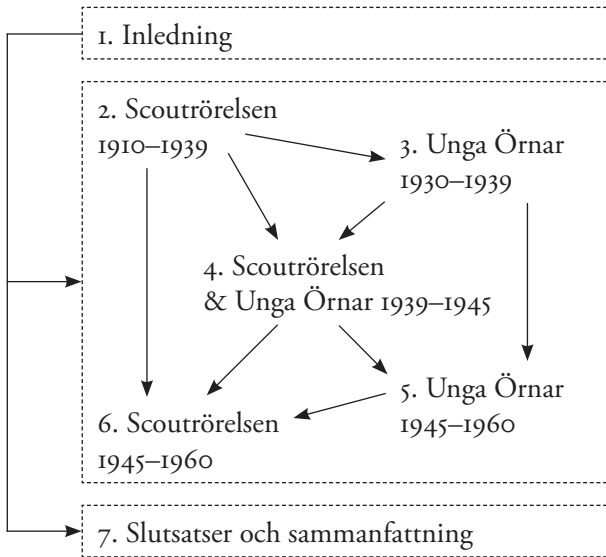 1. Inledning
2. Scoutrörelsen
1910–1939
3. Unga Örnar
1930–1939
4. Scoutrörelsen
& Unga Örnar 1939–1945
5. Unga Örnar
1945–1960
6. Scoutrörelsen
1945–1960
7. Slutsatser och sammanfattning